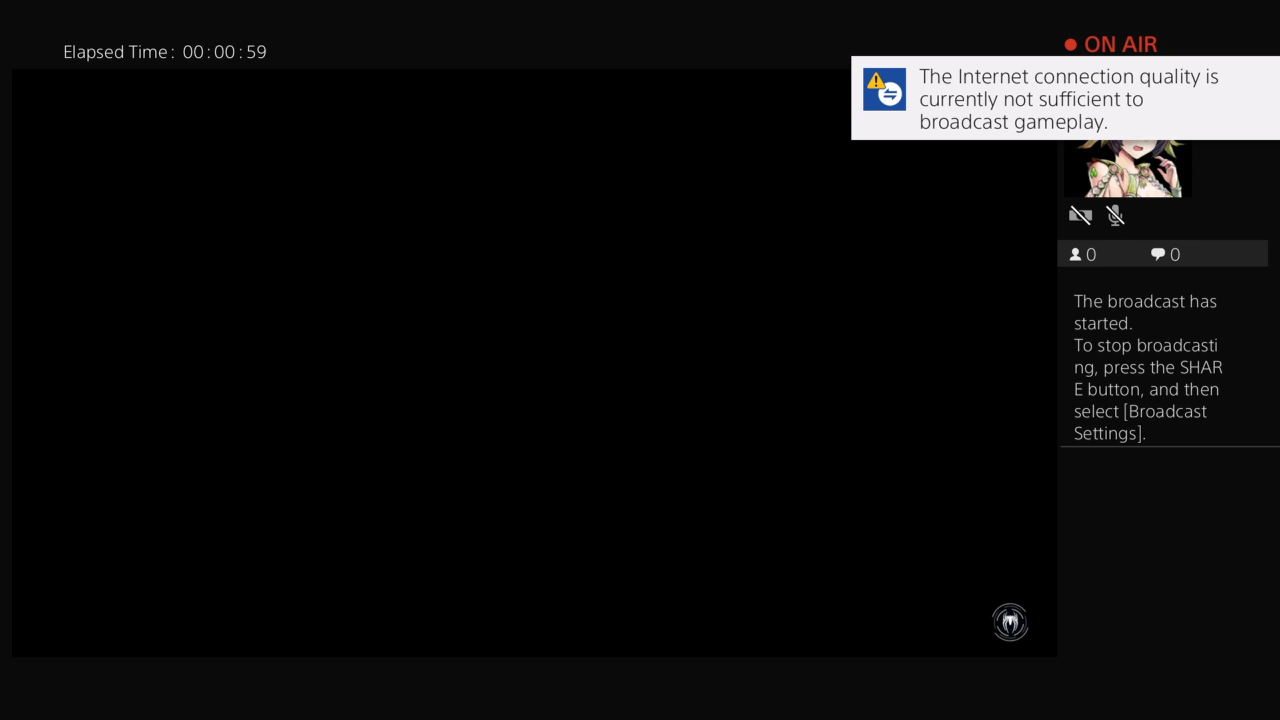 Elapsed Time: 00:00:59
ON AIR
The Internet connection quality is
currently not sufficient to
broadcast gameplay.
0
0
The broadcast has
started.
To stop broadcasti
ng, press the SHAR
E button, and then
select [Broadcast
Settings].